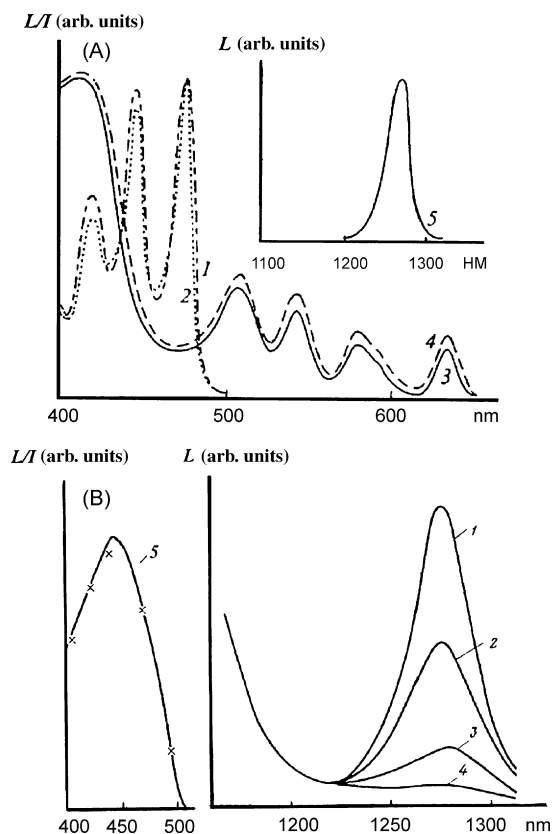 L/I (arb. units)
(A)
L (arb. units)
5
1100 1200 1300 HM
1
2
4
3
400 500 600 nm
L/I (arb. units) L (arb. units)
(B)
5
1
2
3
4
400 450 500 1200 1250 1300 nm